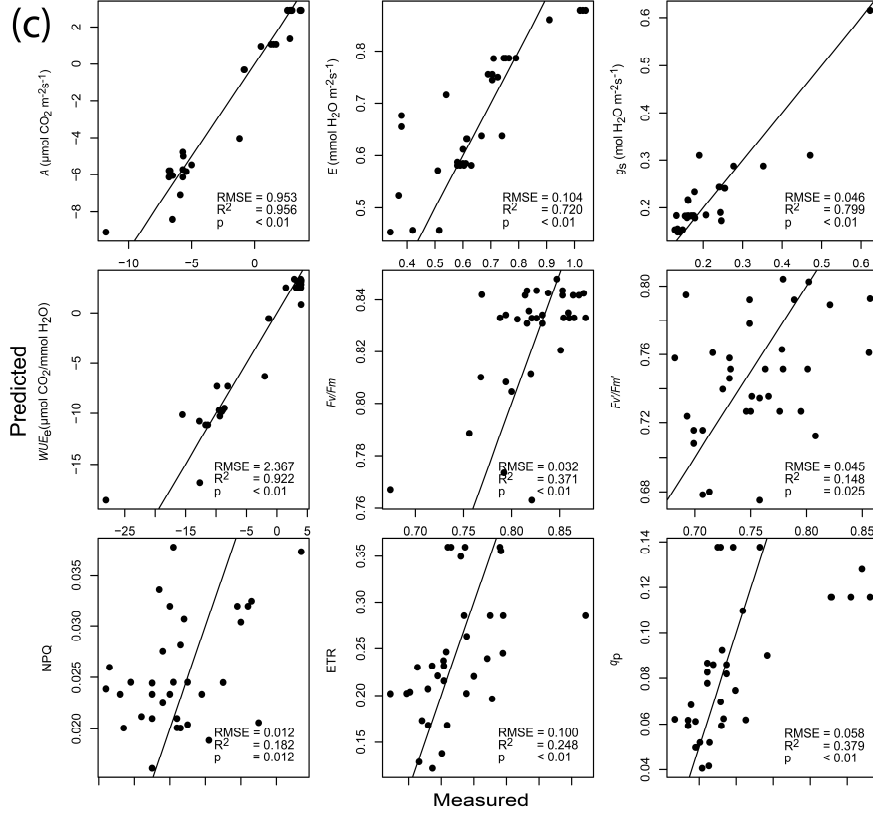 (c)
A (μmol CO2 m-2s-1)
2
0
−2
−4
−6
−8
RMSE = 0.953
R2 = 0.956
p < 0.01
−10
−5
0
E (mmol H2O m-2s-1)
0.8
0.7
0.6
0.5
RMSE = 0.104
R2 = 0.720
p < 0.01
0.4 0.5 0.6 0.7 0.8 0.9 1.0
gs (mol H2O m-2s-1)
0.6
0.5
0.4
0.3
0.2
RMSE = 0.046
R2 = 0.799
p < 0.01
0.2 0.3 0.4 0.5 0.6
Predicted
WUEe(μmol CO2/mmol H2O)
0
−5
−10
−15
RMSE = 2.367
R2 = 0.922
p < 0.01
−25 −15 −5 0 5
Fv/Fm
0.84
0.82
0.80
0.78
0.76
RMSE = 0.032
R2 = 0.371
p < 0.01
0.70 0.75 0.80 0.85
Fv'/Fm'
0.80
0.76
0.72
0.68
RMSE = 0.045
R2 = 0.148
p = 0.025
0.70 0.75 0.80 0.85
NPQ
0.035
0.030
0.025
0.020
RMSE = 0.012
R2 = 0.182
p = 0.012
ETR
0.35
0.30
0.25
0.20
0.15
RMSE = 0.100
R2 = 0.248
p < 0.01
qp
0.14
0.12
0.10
0.08
0.06
0.04
RMSE = 0.058
R2 = 0.379
p < 0.01
Measured